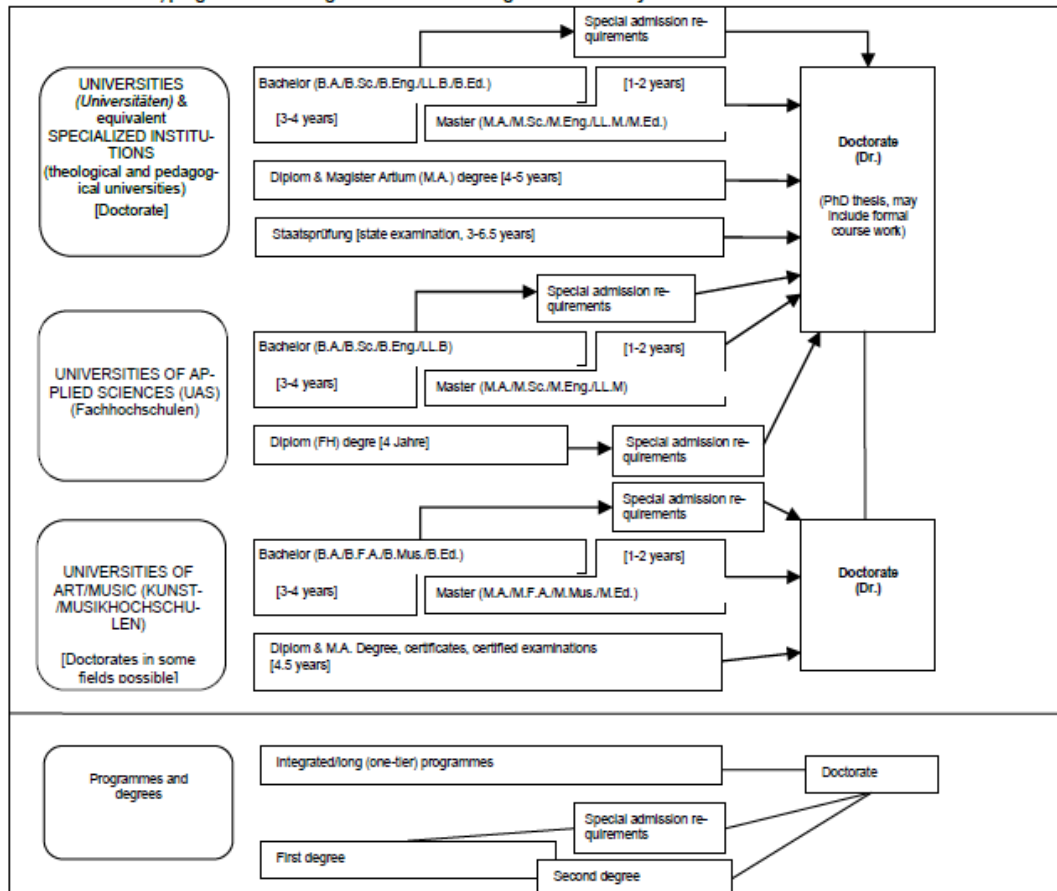 Special admission re-
quirements
UNIVERSITIES
(Universitäten) &
equivalent
SPECIALIZED INSTITU-
TIONS
(theological and pedagog-
ical universities)
[Doctorate]
Bachelor (B.A./B.Sc./B.Eng./LL.B./B.Ed.)
[1-2 years]
[3-4 years]
Master (M.A./M.Sc./M.Eng./LL.M./M.Ed.)
Diplom & Magister Artium (M.A.) degree [4-5 years]
Staatsprüfung [state examination, 3-6.5 years]
Doctorate
(Dr.)
(PhD thesis, may
include formal
course work)
UNIVERSITIES OF AP-
PLIED SCIENCES (UAS)
(Fachhochschulen)
Special admission re-
quirements
Bachelor (B.A./B.Sc./B.Eng./LL.B)
[1-2 years]
[3-4 years]
Master (M.A./M.Sc./M.Eng./LL.M)
Diplom (FH) degre [4 Jahre]
Special admission re-
quirements
UNIVERSITIES OF
ART/MUSIC (KUNST-
/MUSIKHOCHSCHU-
LEN)
[Doctorates in some
fields possible]
Special admission re-
quirements
Bachelor (B.A./B.F.A./B.Mus./B.Ed.)
[1-2 years]
[3-4 years]
Master (M.A./M.F.A./M.Mus./M.Ed.)
Diplom & M.A. Degree, certificates, certified examinations
[4.5 years]
Doctorate
(Dr.)
Programmes and
degrees
Integrated/long (one-tier) programmes
Doctorate
Special admission re-
quirements
First degree
Second degree